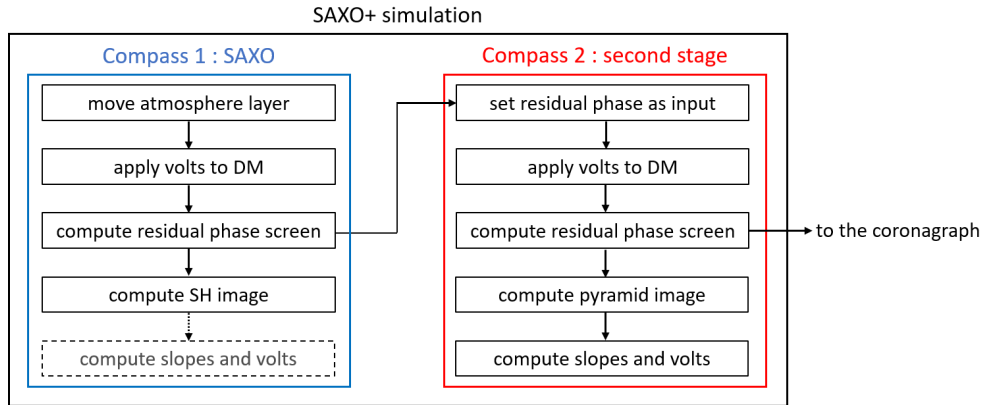 SAXO+ simulation
Compass 1 : SAXO
move atmosphere layer
apply volts to DM
compute residual phase screen
compute SH image
compute slopes and volts
Compass 2 : second stage
set residual phase as input
apply volts to DM
compute residual phase screen
compute pyramid image
compute slopes and volts
to the coronagraph